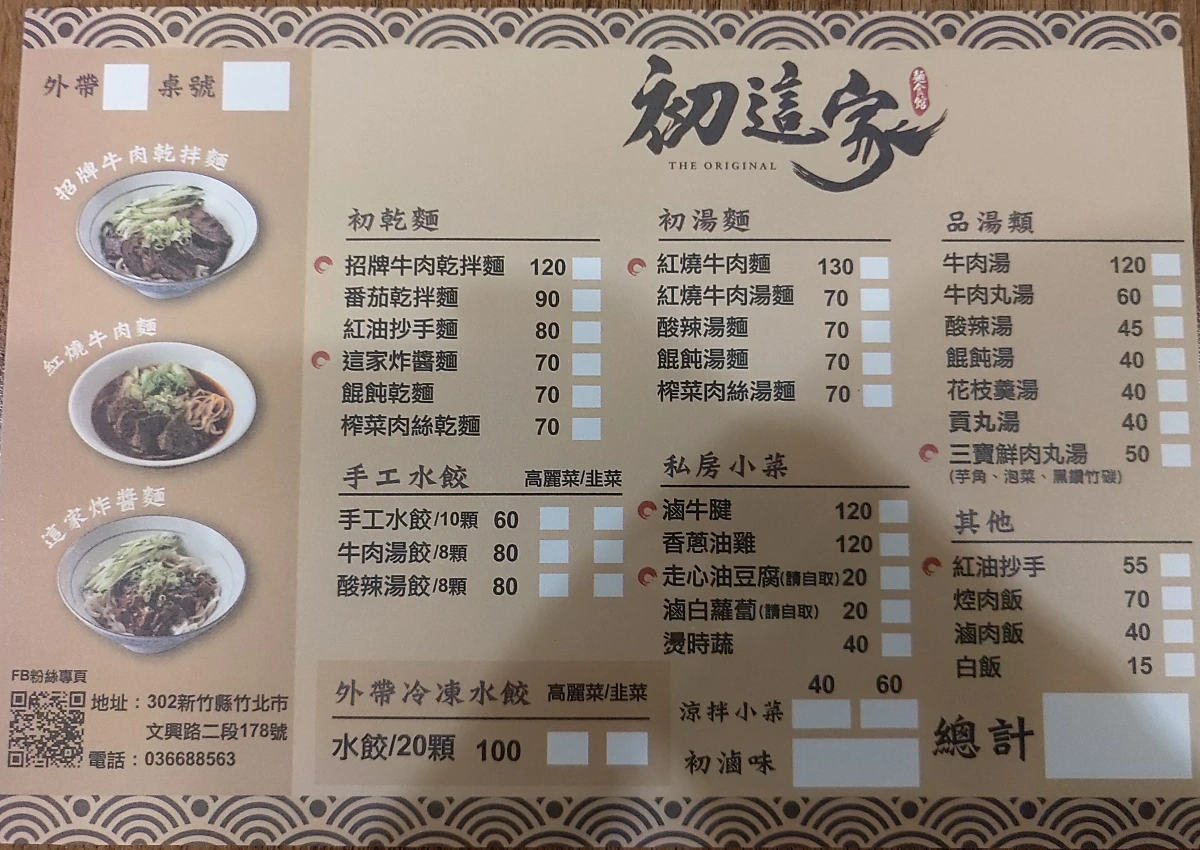 外帶 桌號
招牌牛肉乾拌麵
紅燒牛肉麵
這家炸醬麵
FB粉絲專頁
地址：302新竹縣竹北市
文興路二段178號
電話：036688563
初這家
麵食館
THE ORIGINAL
初乾麵
招牌牛肉乾拌麵 120
番茄乾拌麵 90
紅油抄手麵 80
這家炸醬麵 70
餛飩乾麵 70
榨菜肉絲乾麵 70
手工水餃 高麗菜/韭菜
手工水餃/10顆 60
牛肉湯餃/8顆 80
酸辣湯餃/8顆 80
外帶冷凍水餃 高麗菜/韭菜
水餃/20顆 100
初湯麵
紅燒牛肉麵 130
紅燒牛肉湯麵 70
酸辣湯麵 70
餛飩湯麵 70
榨菜肉絲湯麵 70
私房小菜
滷牛腱 120
香蔥油雞 120
走心油豆腐(請自取) 20
滷白蘿蔔(請自取) 20
燙時蔬 40
40 60
涼拌小菜
初滷味
品湯類
牛肉湯 120
牛肉丸湯 60
酸辣湯 45
餛飩湯 40
花枝羹湯 40
貢丸湯 40
三寶鮮肉丸湯 50
(芋角、泡菜、黑鑽竹碳)
其他
紅油抄手 55
焢肉飯 70
滷肉飯 40
白飯 15
總計